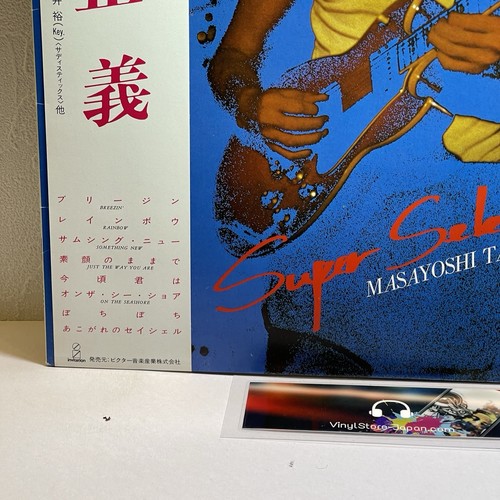 井 裕(Key.)〈サディスティックス〉他
義
ブリージン
BREEZIN'
レインボウ
RAINBOW
サムシング・ニュー
SOMETHING NEW
素顔のままで
JUST THE WAY YOU ARE
今頃君は
オンザ・シー・ショア
ON THE SEASHORE
ぼちぼち
あこがれのセイシェル
invitation
発売元:ビクター音楽産業株式会社
Super Sele
MASAYOSHI TA
VinylStore-Japan.com